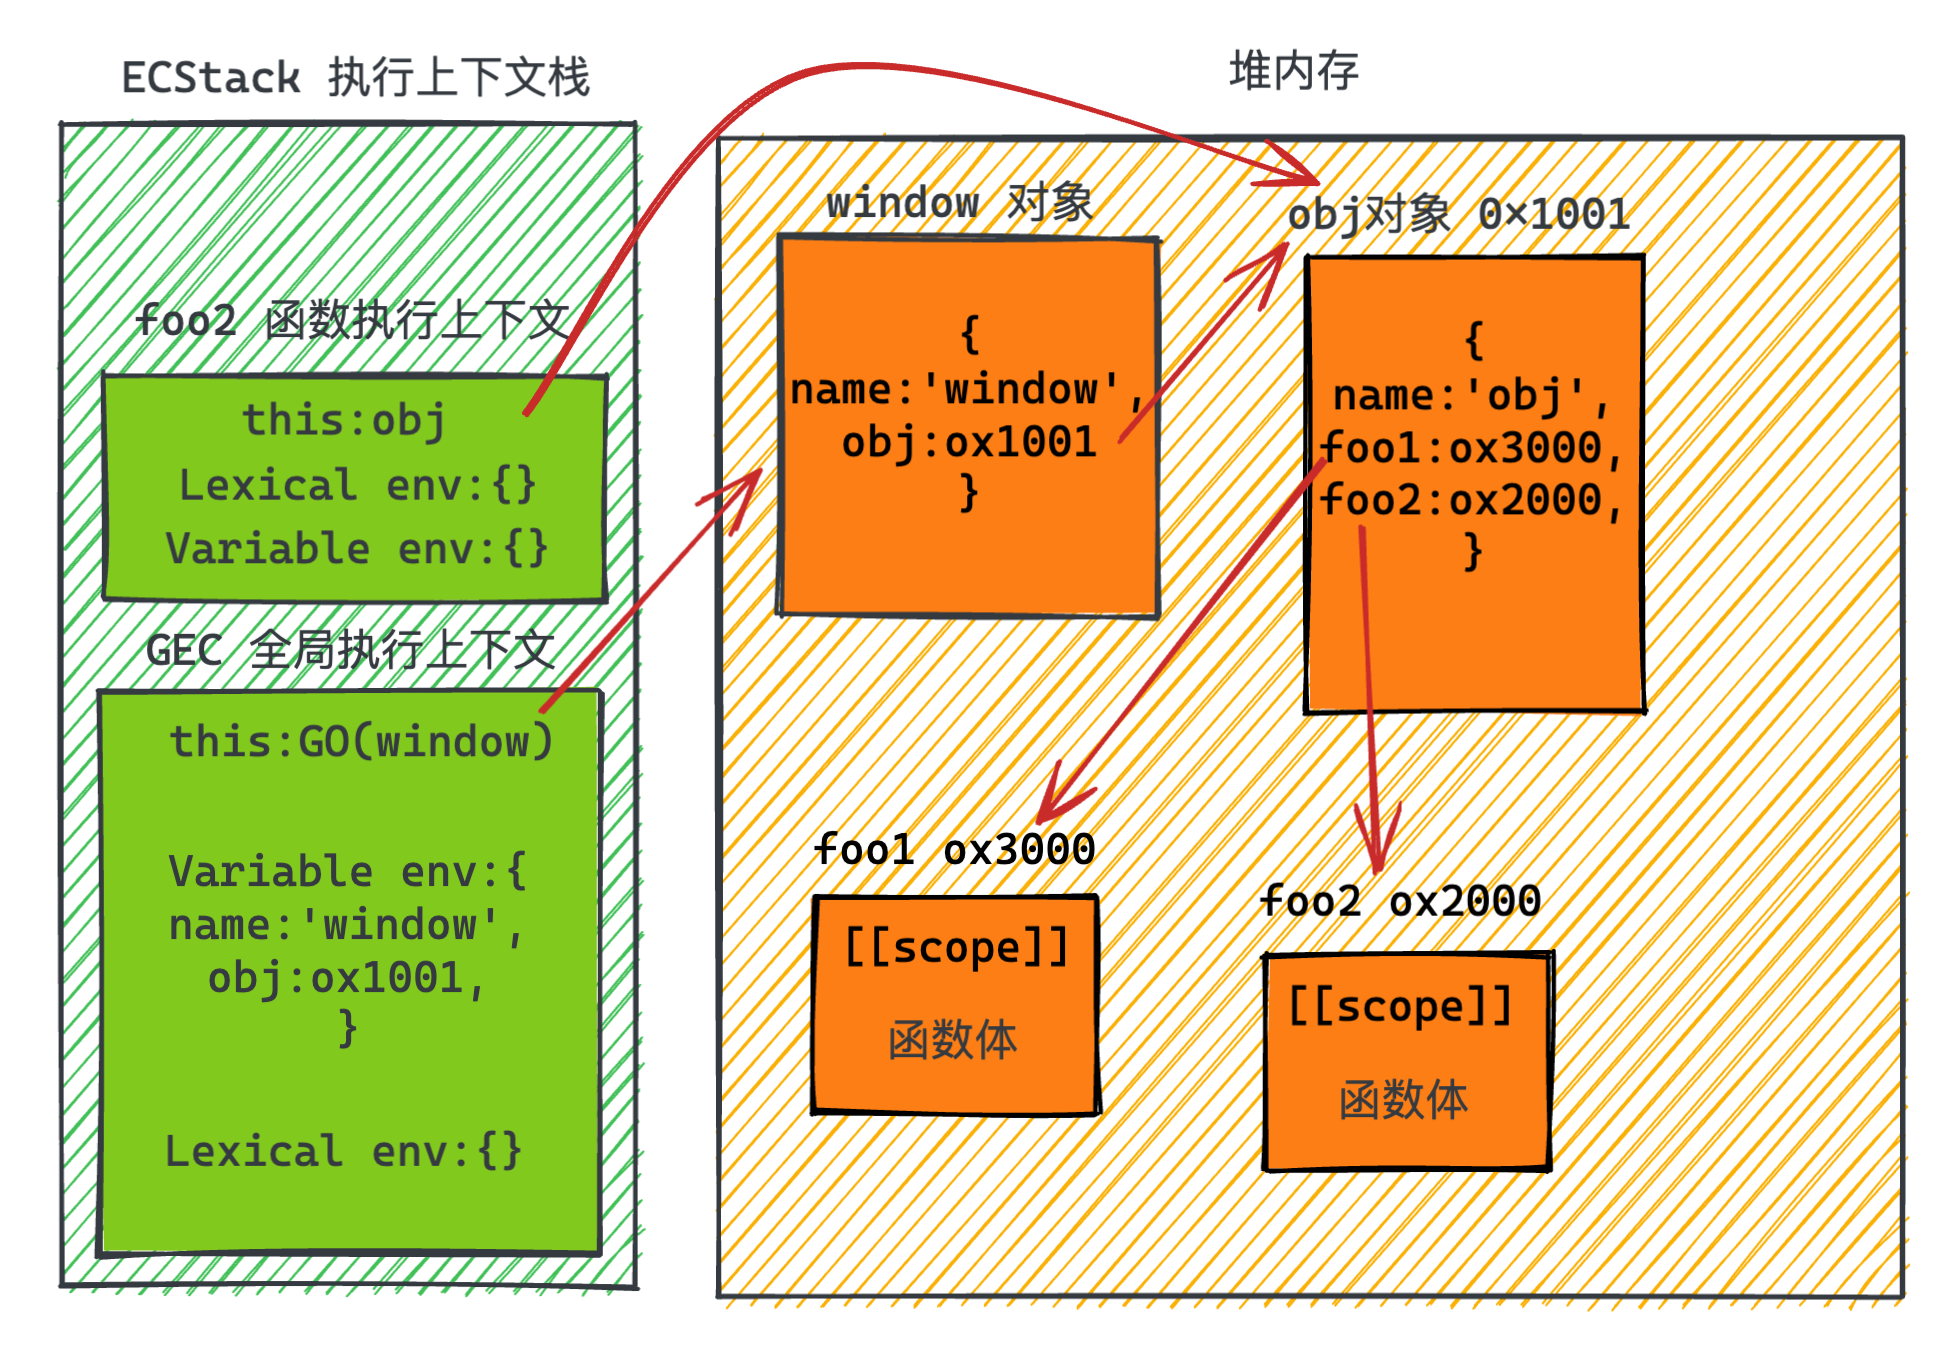 ECStack 执行上下文栈
foo2 函数执行上下文
this:obj
Lexical env:{}
Variable env:{}
GEC 全局执行上下文
this:GO(window)
Variable env:{
name:'window',
obj:ox1001,
}
Lexical env:{}
堆内存
window 对象
{
name:'window',
obj:ox1001
}
obj对象 0×1001
{
name:'obj',
foo1:ox3000,
foo2:ox2000,
}
foo1 ox3000
[[scope]]
函数体
foo2 ox2000
[[scope]]
函数体